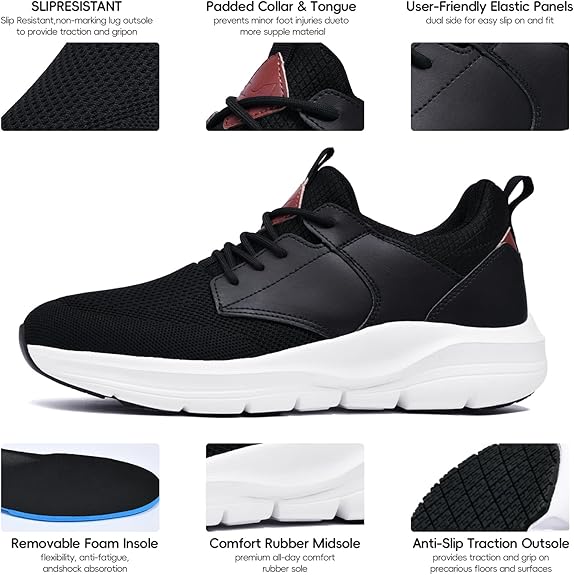 SLIPRESISTANT
Slip Resistant,non-marking lug outsole
to provide traction and gripon
Padded Collar & Tongue
prevents minor foot injuries dueto
more supple material
User-Friendly Elastic Panels
dual side for easy slip on and fit
Removable Foam Insole
flexibility, anti-fatigue,
andshock absorotion
Comfort Rubber Midsole
premium all-day comfort
rubber sole
Anti-Slip Traction Outsole
provides traction and grip on
precarious floors and surfaces